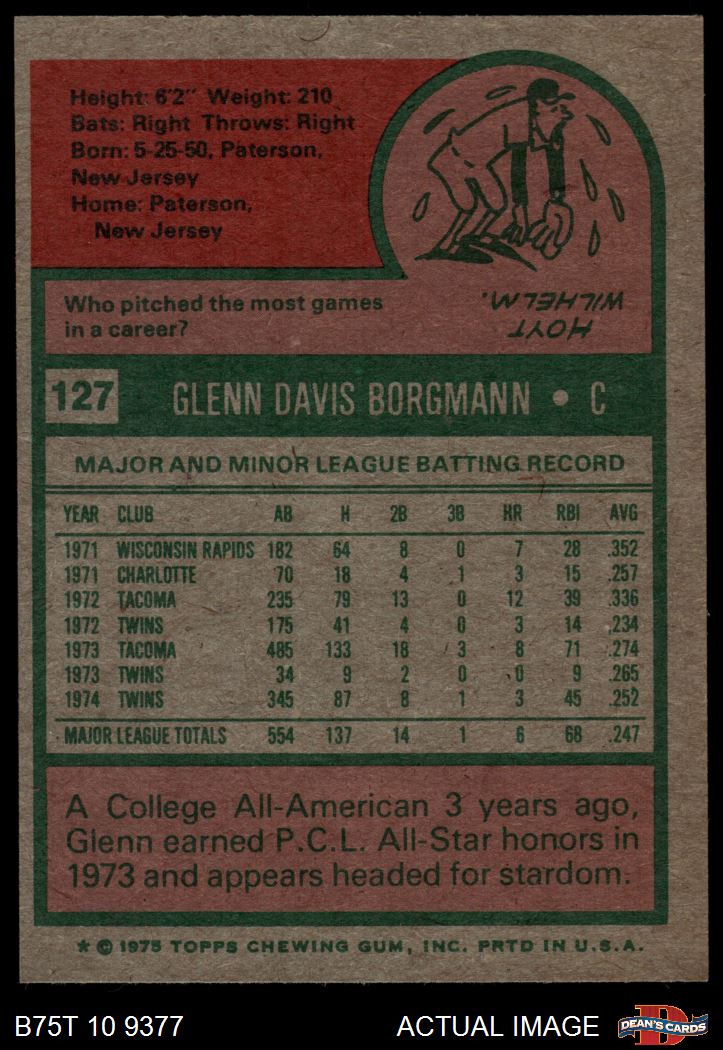 Height: 6'2" Weight: 210
Bats: Right Throws: Right
Born: 5-25-50, Paterson,
New Jersey
Home: Paterson,
New Jersey
Who pitched the most games
in a career?
HOYT
WILHELM.
127 GLENN DAVIS BORGMANN • C
MAJOR AND MINOR LEAGUE BATTING RECORD
YEAR CLUB AB H 2B 3B HR RBI AVG
1971 WISCONSIN RAPIDS 182 64 8 0 7 28 .352
1971 CHARLOTTE 70 18 4 1 3 15 .257
1972 TACOMA 235 79 13 0 12 39 .336
1972 TWINS 175 41 4 0 3 14 .234
1973 TACOMA 485 133 18 3 8 71 .274
1973 TWINS 34 9 2 0 0 9 .265
1974 TWINS 345 87 8 1 3 45 .252
MAJOR LEAGUE TOTALS 554 137 14 1 6 68 .247
A College All-American 3 years ago,
Glenn earned P.C.L. All-Star honors in
1973 and appears headed for stardom.
* © 1975 TOPPS CHEWING GUM, INC. PRTD IN U.S.A.
B75T 10 9377 ACTUAL IMAGE D DEAN'S CARDS